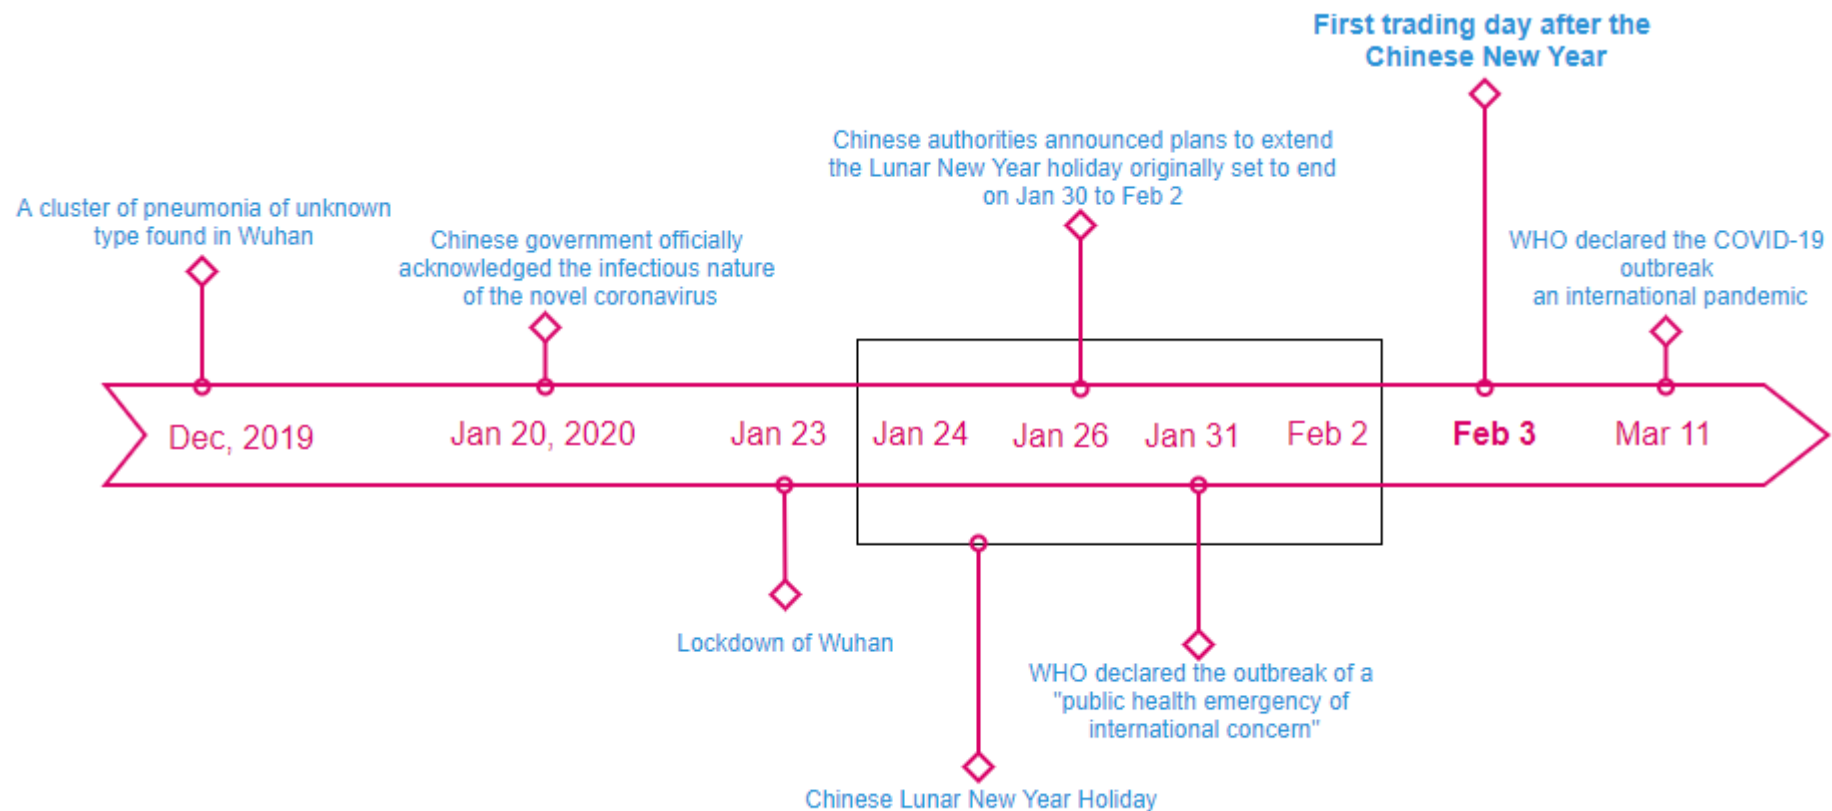 First trading day after the
Chinese New Year
Chinese authorities announced plans to extend
the Lunar New Year holiday originally set to end
on Jan 30 to Feb 2
A cluster of pneumonia of unknown
type found in Wuhan
Chinese government officially
acknowledged the infectious nature
of the novel coronavirus
WHO declared the COVID-19
outbreak
an international pandemic
Dec, 2019
Jan 20, 2020
Jan 23
Jan 24
Jan 26
Jan 31
Feb 2
Feb 3
Mar 11
Lockdown of Wuhan
WHO declared the outbreak of a
"public health emergency of
international concern"
Chinese Lunar New Year Holiday